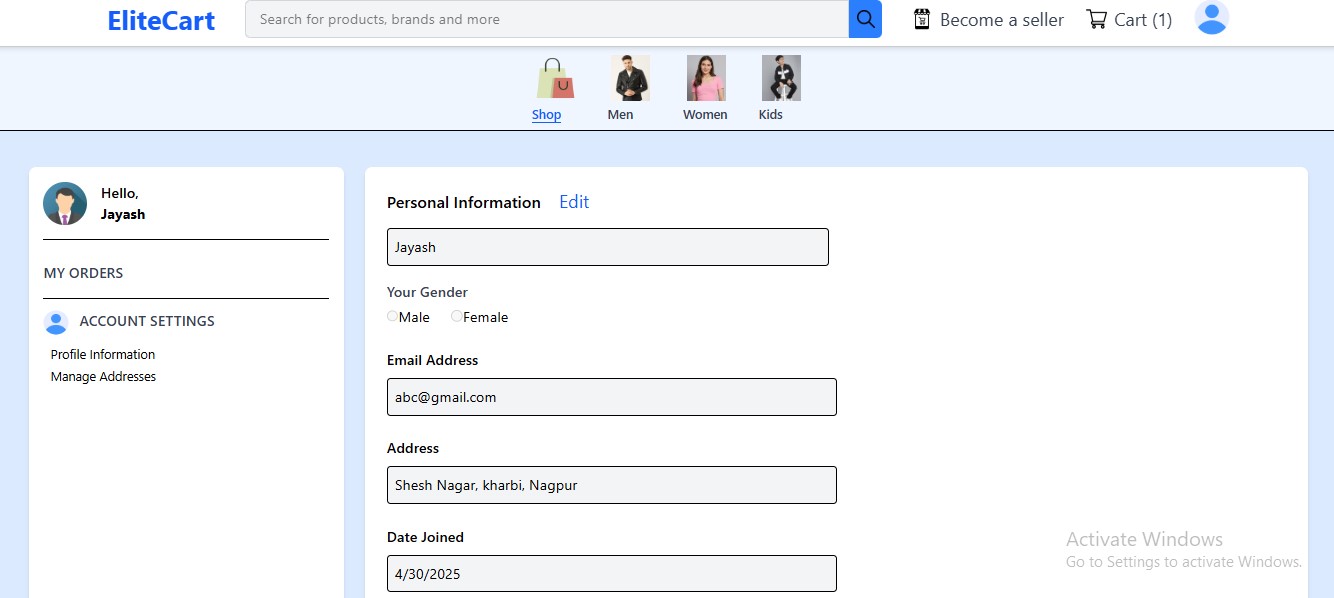 EliteCart
Search for products, brands and more
Become a seller
Cart (1)
Shop
Men
Women
Kids
Hello,
Jayash
MY ORDERS
ACCOUNT SETTINGS
Profile Information
Manage Addresses
Personal Information Edit
Jayash
Your Gender
Male Female
Email Address
abc@gmail.com
Address
Shesh Nagar, kharbi, Nagpur
Date Joined
4/30/2025
Activate Windows
Go to Settings to activate Windows.